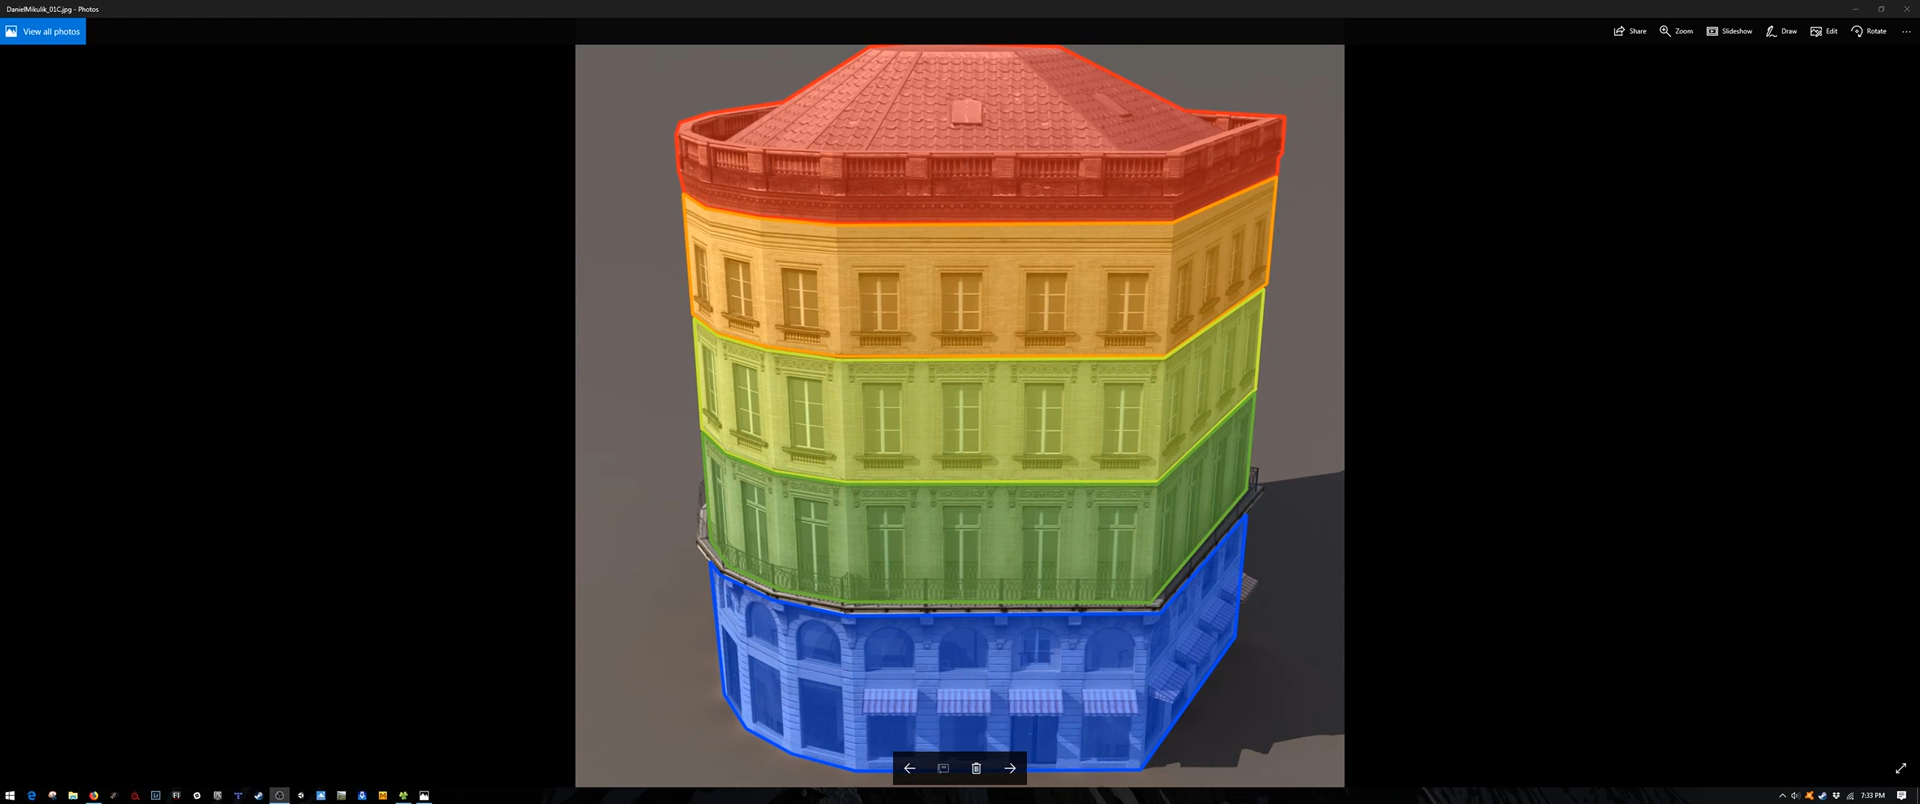 DanielMikulik_01C.jpg - Photos
View all photos
Share
Zoom
Slideshow
Draw
Edit
Rotate
7:33 PM